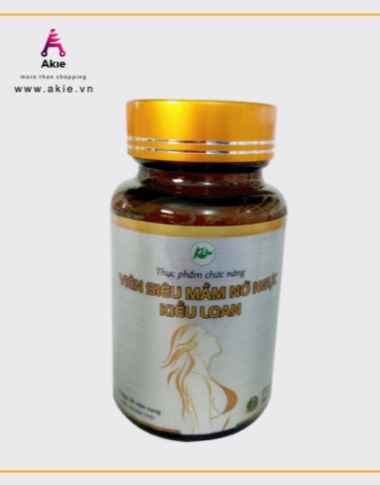 Akie
more than shopping
www.akie.vn
Thực phẩm chức năng
VIÊN SIÊU MẦM NỞ NGỰC
KIỀU LOAN